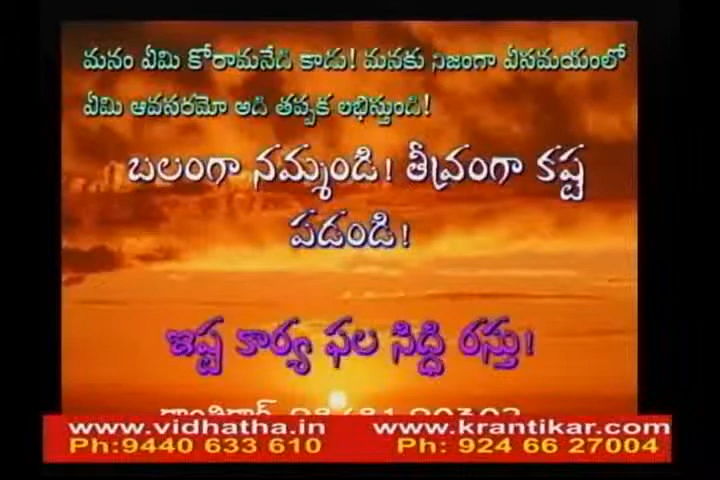 మనం ఏమి కోరామనేది కాదు! మనకు నిజంగా ఏసమయంలో
ఏమి ఆవసరమో అది తప్పక లభిస్తుంది!
బలంగా నమ్మండి! తీవ్రంగా కష్ట
పడండి!
ఇష్ట కార్య ఫల సిద్ధి రస్తు!
www.vidhatha.in www.krantikar.com
Ph:9440 633 610 Ph: 924 66 27004